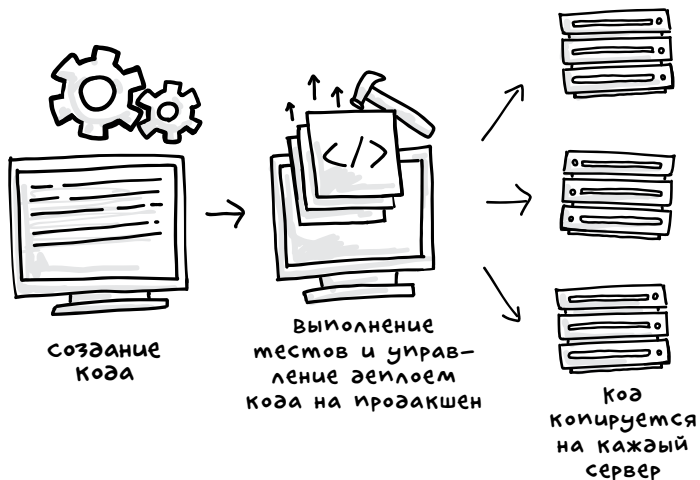 создание
кода
выполнение
тестов и управ-
ление деплоем
кода на продакшен
код
копируется
на каждый
сервер